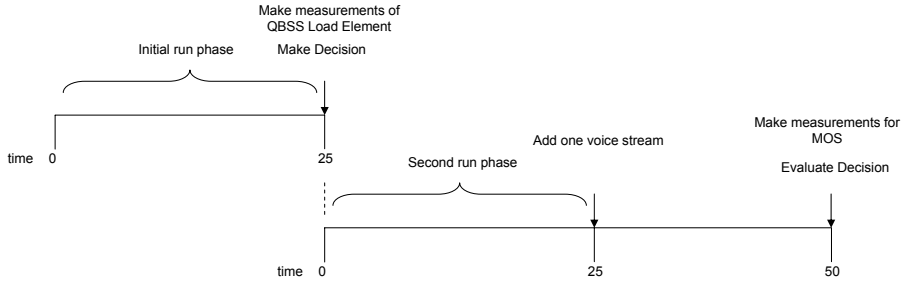 Make measurements of
QBSS Load Element
Make Decision
Initial run phase
time 0 25
Make measurements for
MOS
Add one voice stream
Evaluate Decision
Second run phase
time 0 25 50